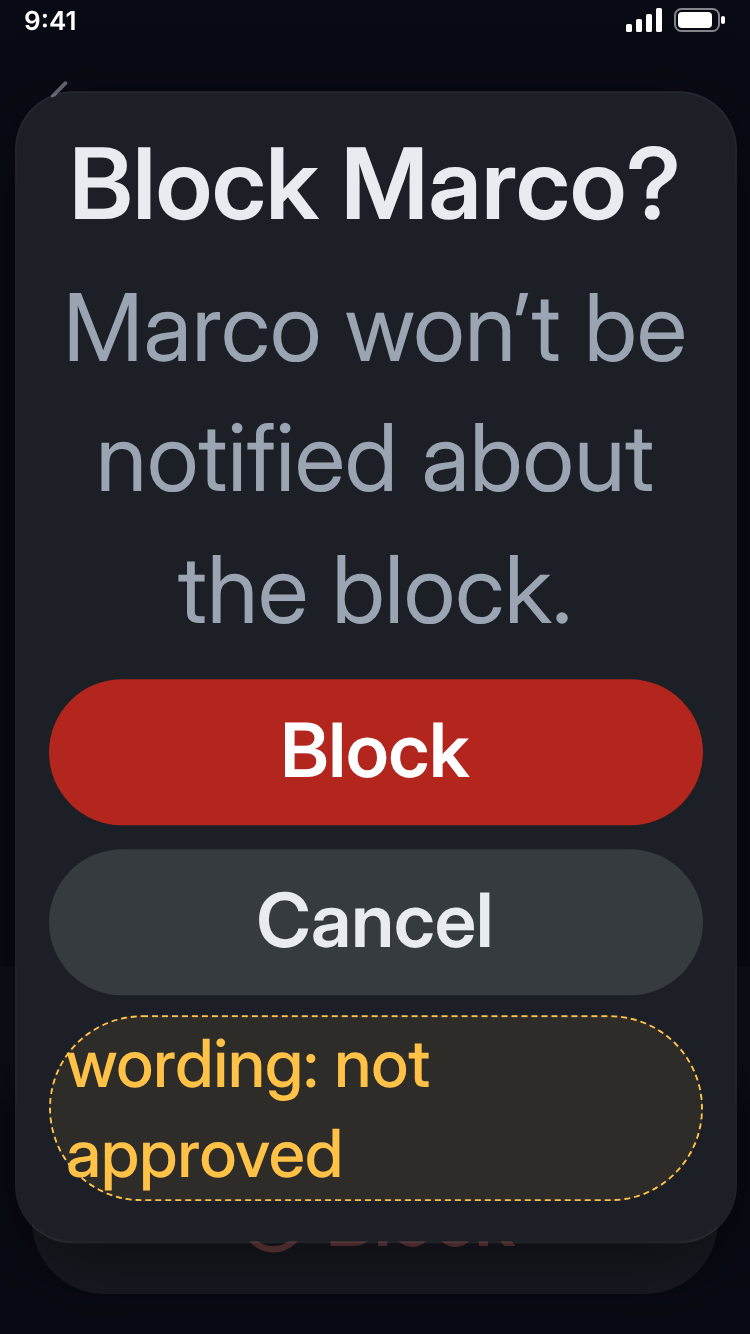 9:41
Block Marco?
Marco won’t be
notified about
the block.
Block
Cancel
wording: not
approved